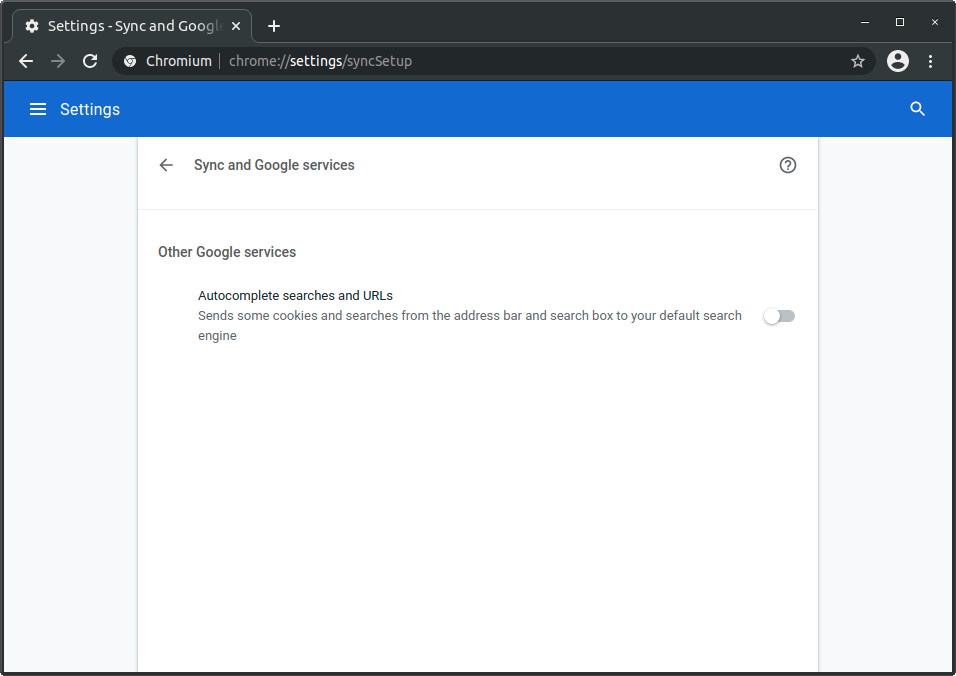 Settings - Sync and Googl
Chromium chrome://settings/syncSetup
Settings
Sync and Google services
Other Google services
Autocomplete searches and URLs
Sends some cookies and searches from the address bar and search box to your default search
engine